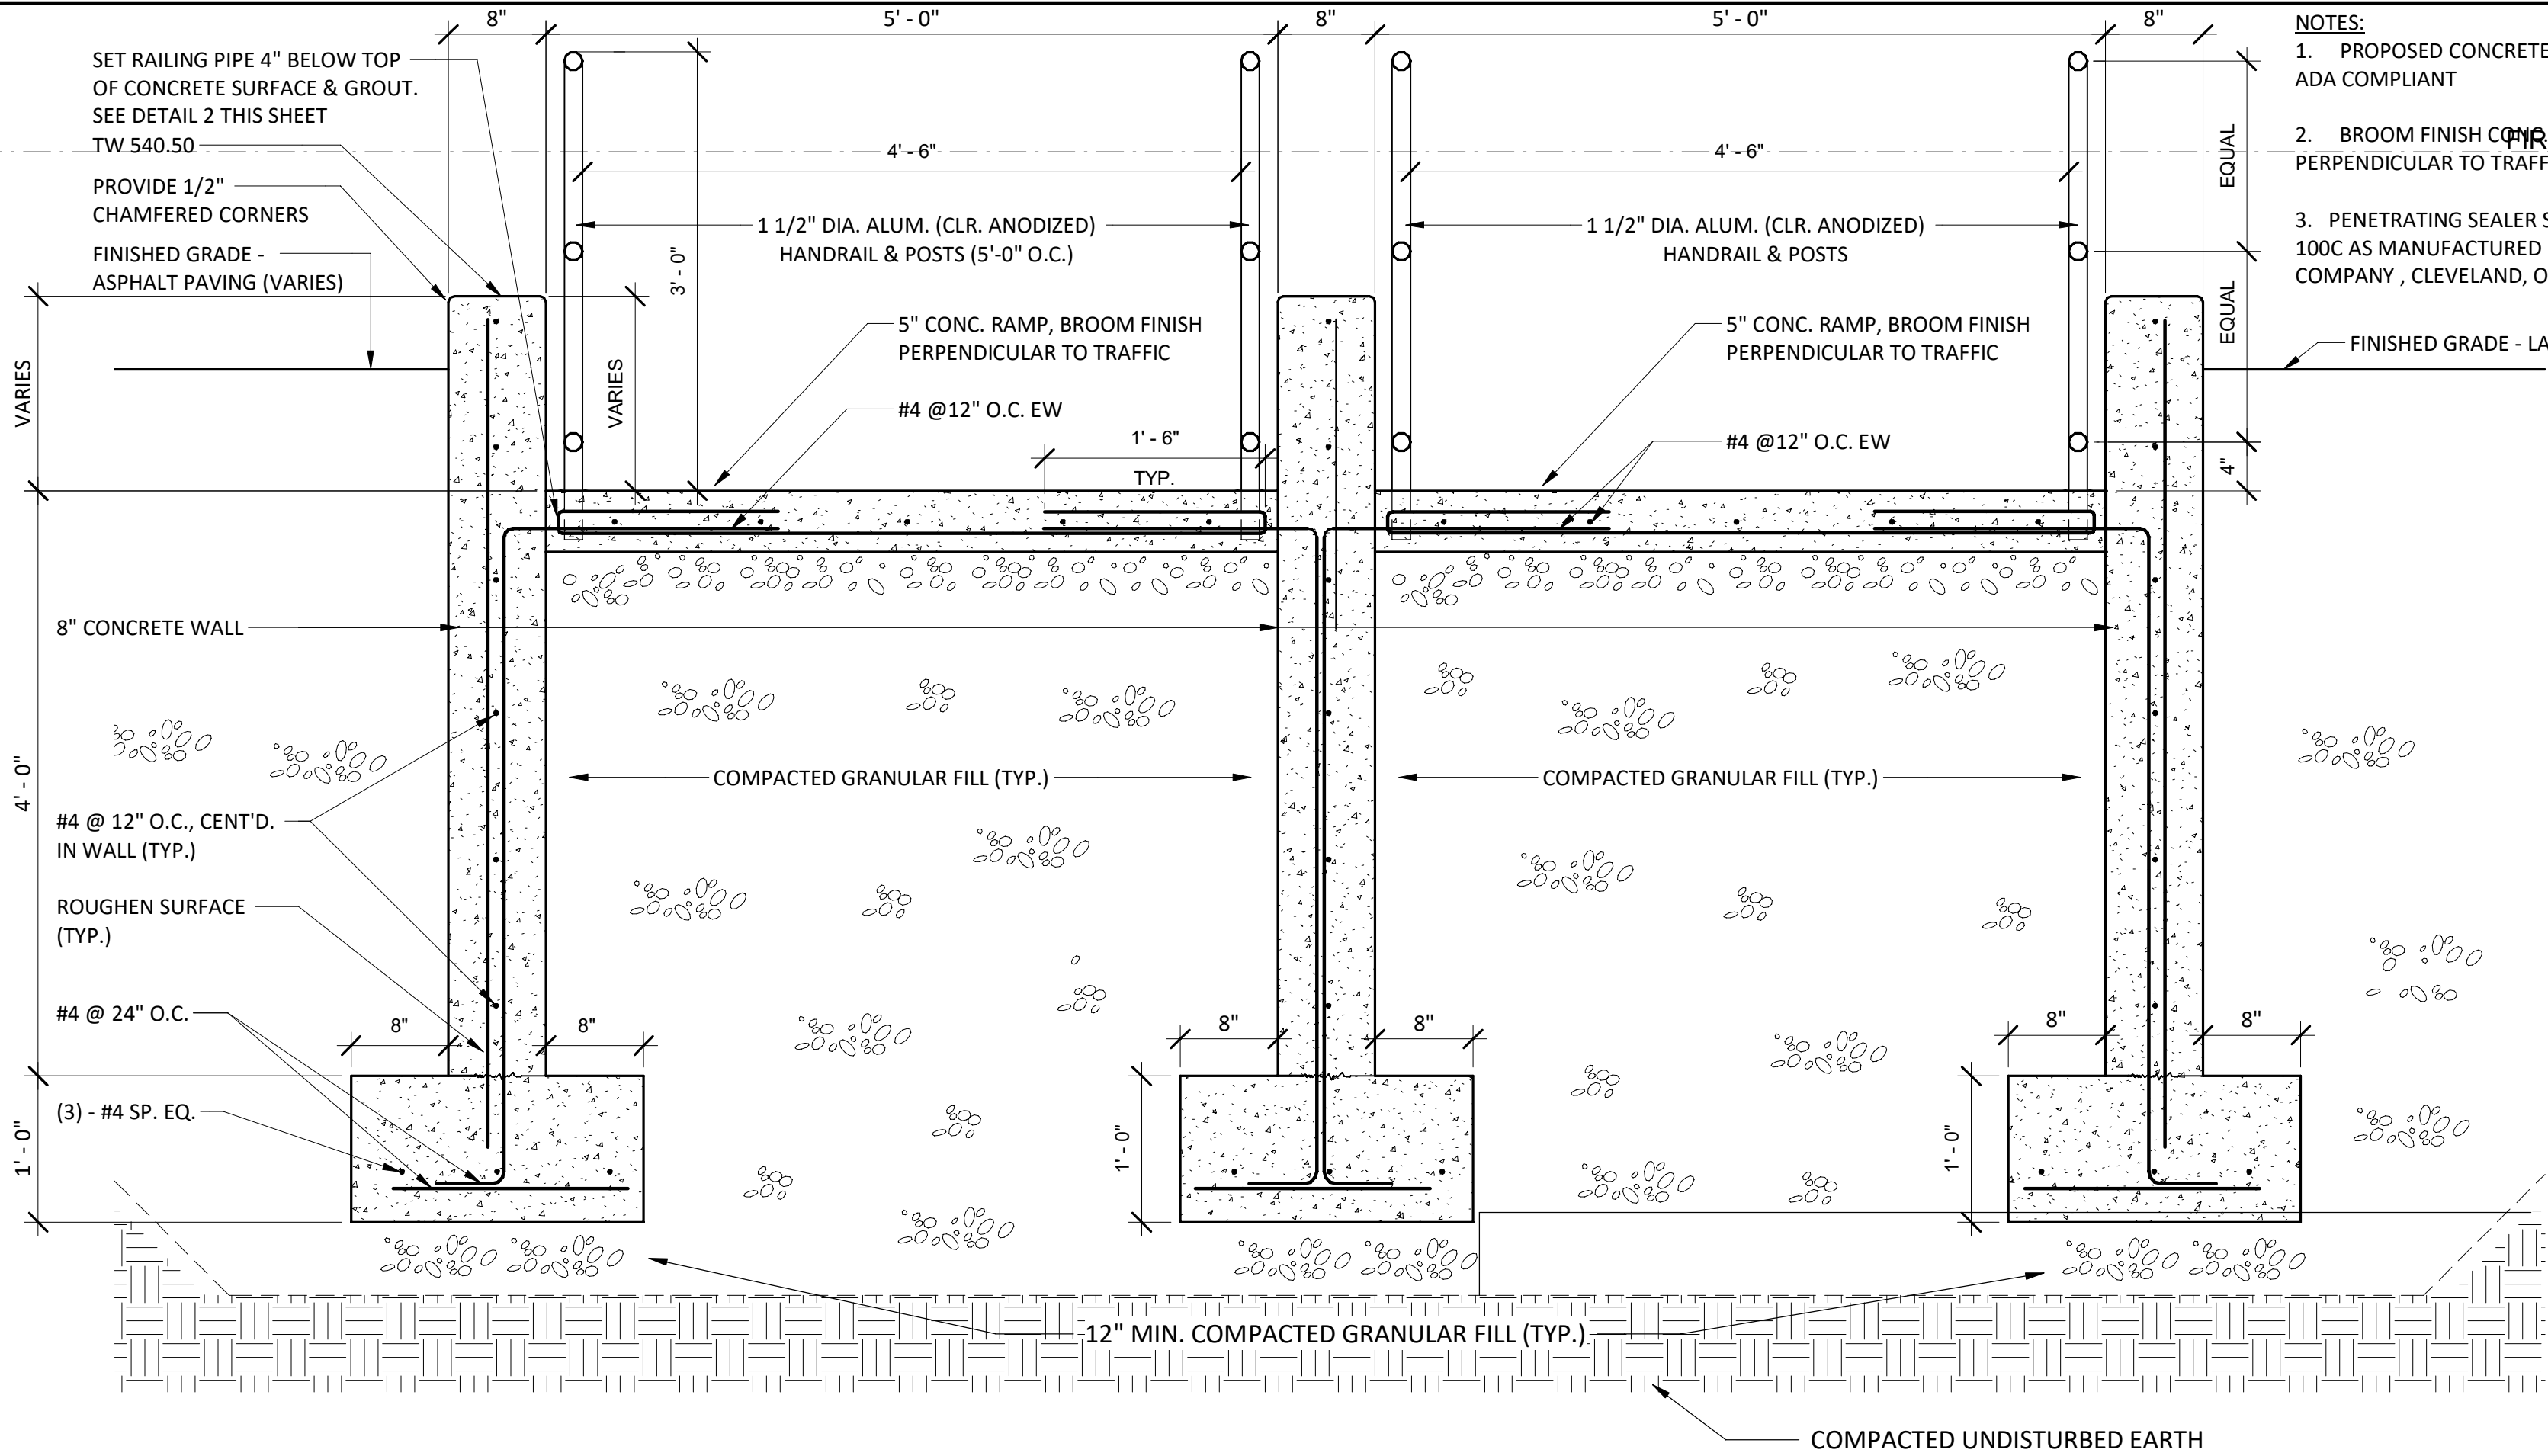 8"
5' - 0"
8"
5' - 0"
8"
SET RAILING PIPE 4" BELOW TOP
OF CONCRETE SURFACE & GROUT.
SEE DETAIL 2 THIS SHEET
TW 540.50
PROVIDE 1/2"
CHAMFERED CORNERS
FINISHED GRADE -
ASPHALT PAVING (VARIES)
NOTES:
1. PROPOSED CONCRETE
ADA COMPLIANT
2. BROOM FINISH CONC.
PERPENDICULAR TO TRAFF
FIR
3. PENETRATING SEALER S
100C AS MANUFACTURED
COMPANY , CLEVELAND, O
FINISHED GRADE - LA
4' - 6"
4' - 6"
3' - 0"
1 1/2" DIA. ALUM. (CLR. ANODIZED)
HANDRAIL & POSTS (5'-0" O.C.)
1 1/2" DIA. ALUM. (CLR. ANODIZED)
HANDRAIL & POSTS
EQUAL
EQUAL
4"
VARIES
VARIES
5" CONC. RAMP, BROOM FINISH
PERPENDICULAR TO TRAFFIC
5" CONC. RAMP, BROOM FINISH
PERPENDICULAR TO TRAFFIC
#4 @12" O.C. EW
1' - 6"
TYP.
#4 @12" O.C. EW
8" CONCRETE WALL
4' - 0"
COMPACTED GRANULAR FILL (TYP.)
COMPACTED GRANULAR FILL (TYP.)
#4 @ 12" O.C., CENT'D.
IN WALL (TYP.)
ROUGHEN SURFACE
(TYP.)
#4 @ 24" O.C.
8"
8"
8"
8"
8"
8"
(3) - #4 SP. EQ.
1' - 0"
1' - 0"
1' - 0"
12" MIN. COMPACTED GRANULAR FILL (TYP.)
COMPACTED UNDISTURBED EARTH